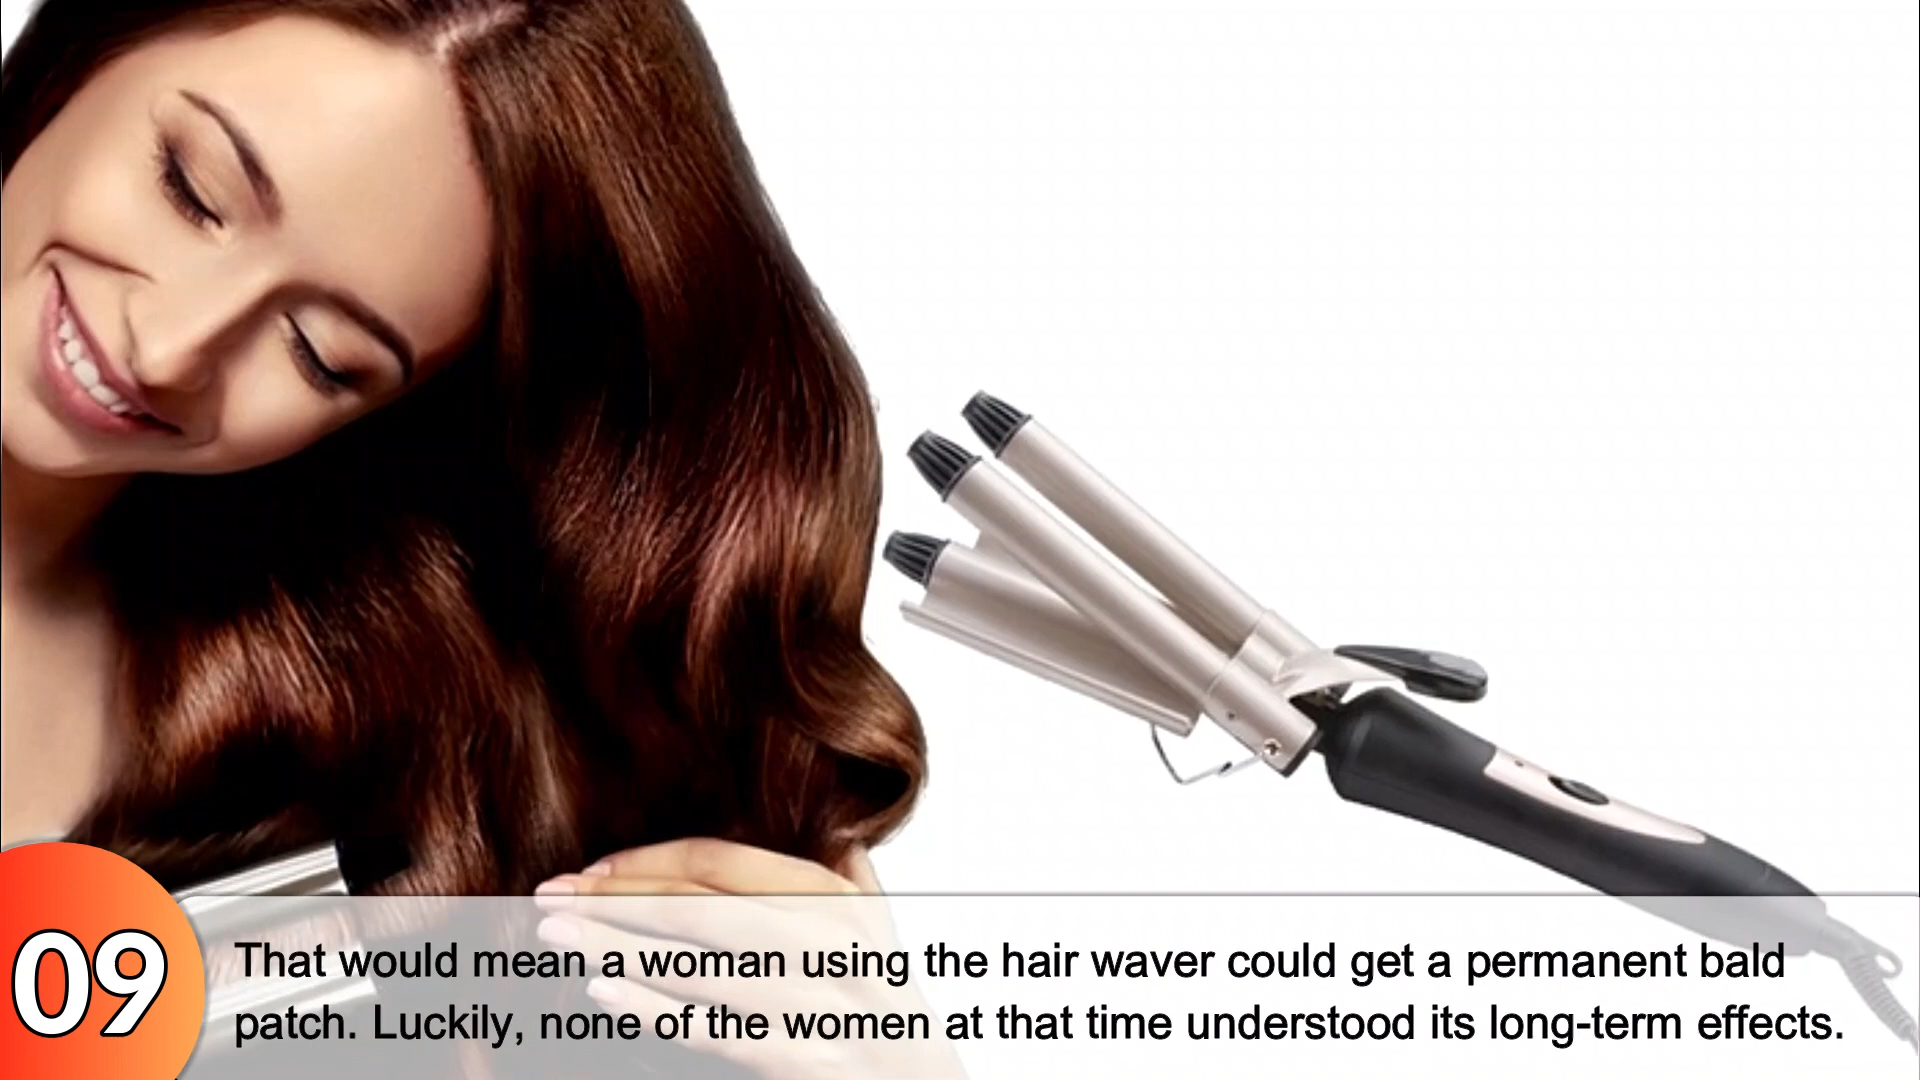 09
That would mean a woman using the hair waver could get a permanent bald
patch. Luckily, none of the women at that time understood its long-term effects.